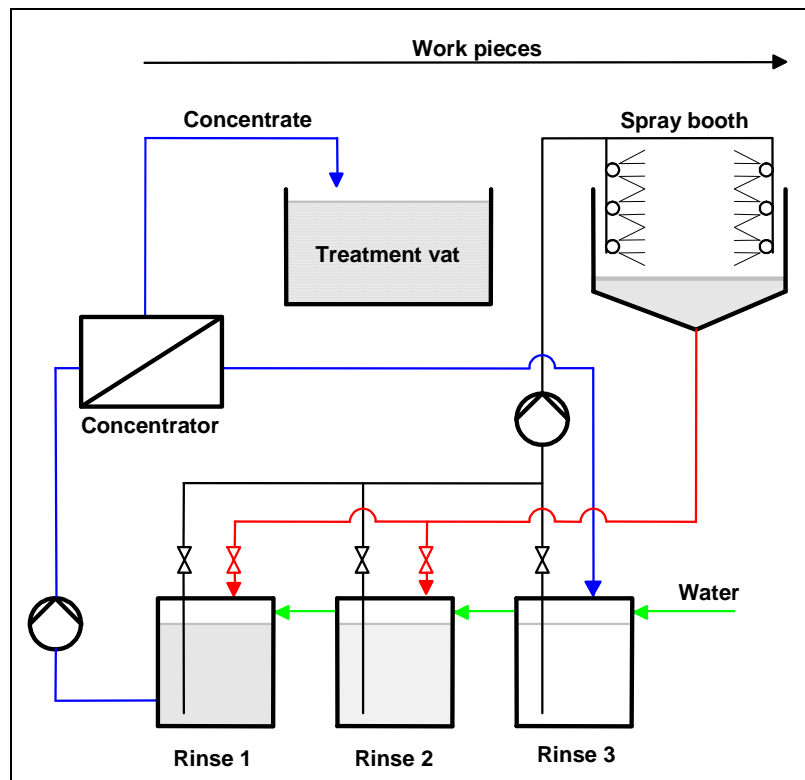 Work pieces
Concentrate
Spray booth
Treatment vat
Concentrator
Water
Rinse 1
Rinse 2
Rinse 3